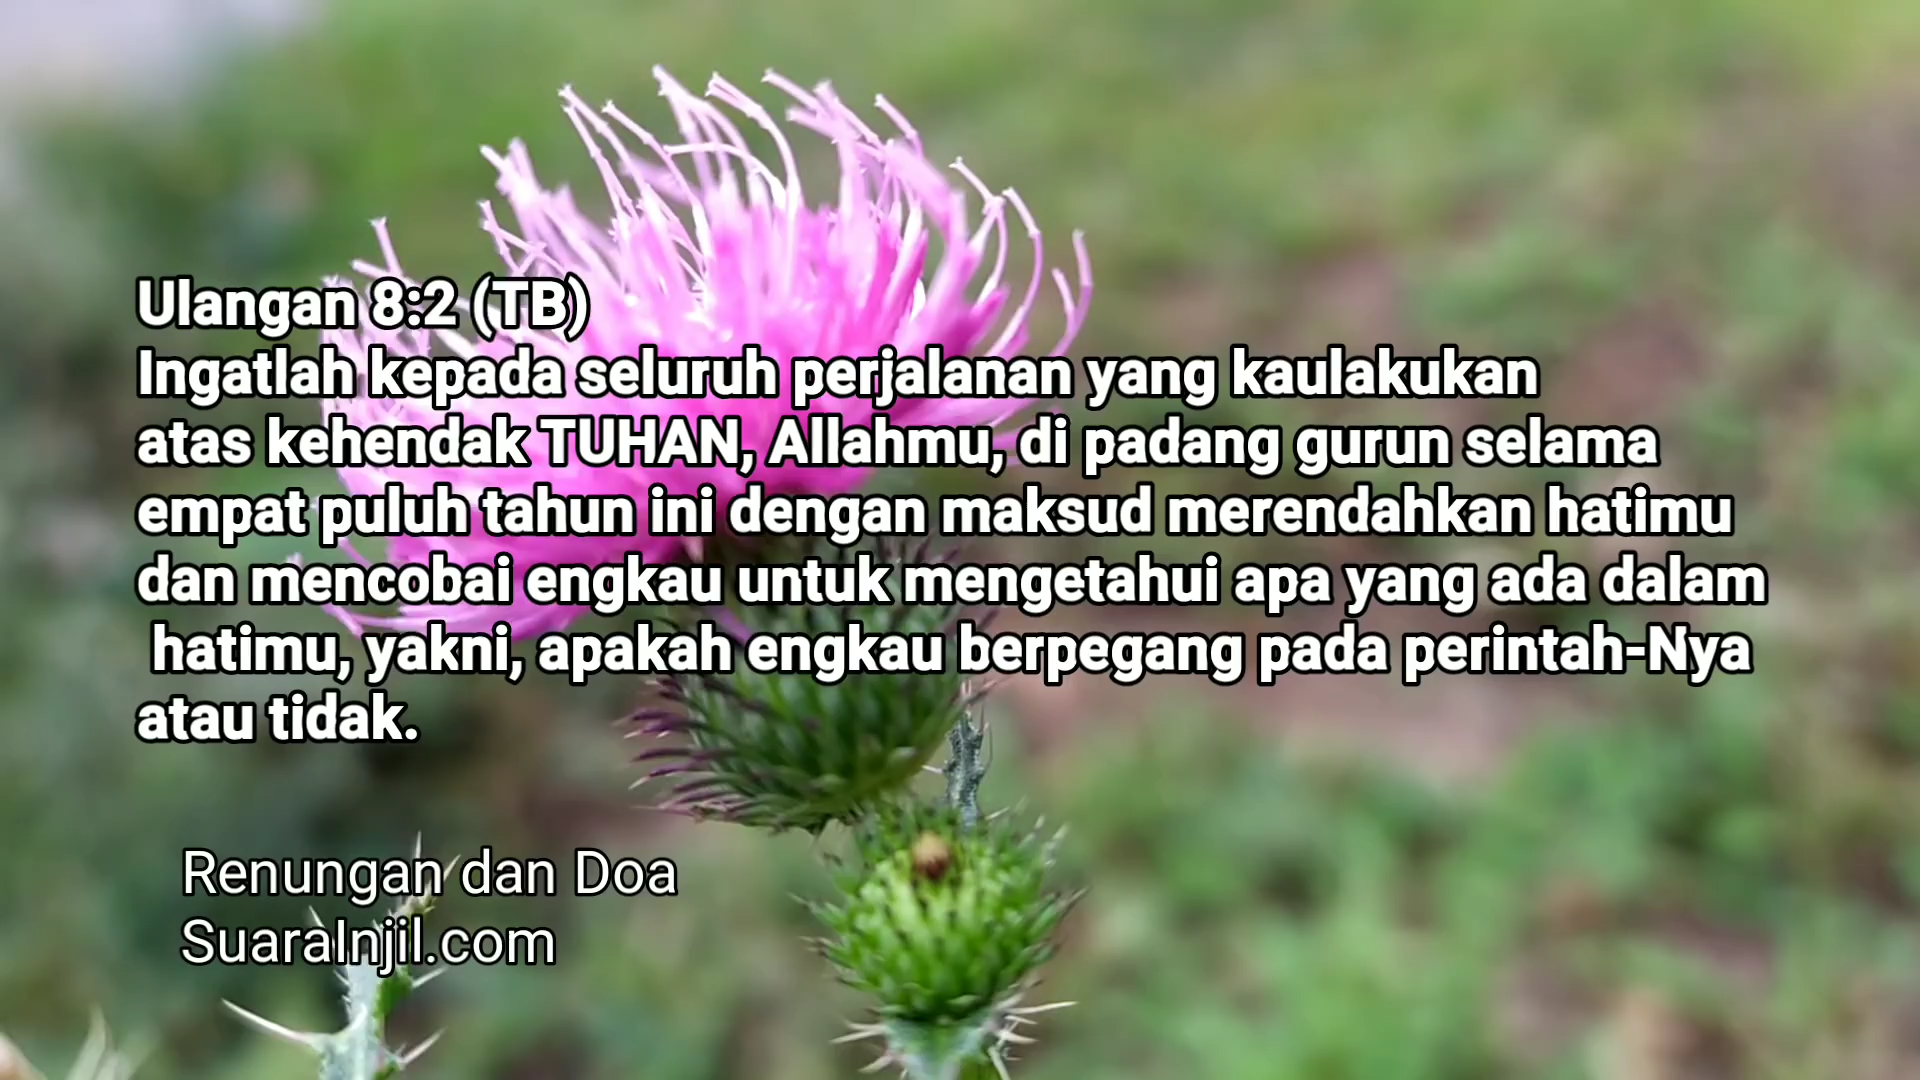 Ulangan 8:2 (TB)
Ingatlah kepada seluruh perjalanan yang kaulakukan
atas kehendak TUHAN, Allahmu, di padang gurun selama
empat puluh tahun ini dengan maksud merendahkan hatimu
dan mencobai engkau untuk mengetahui apa yang ada dalam
hatimu, yakni, apakah engkau berpegang pada perintah-Nya
atau tidak.
Renungan dan Doa
SuaraInjil.com